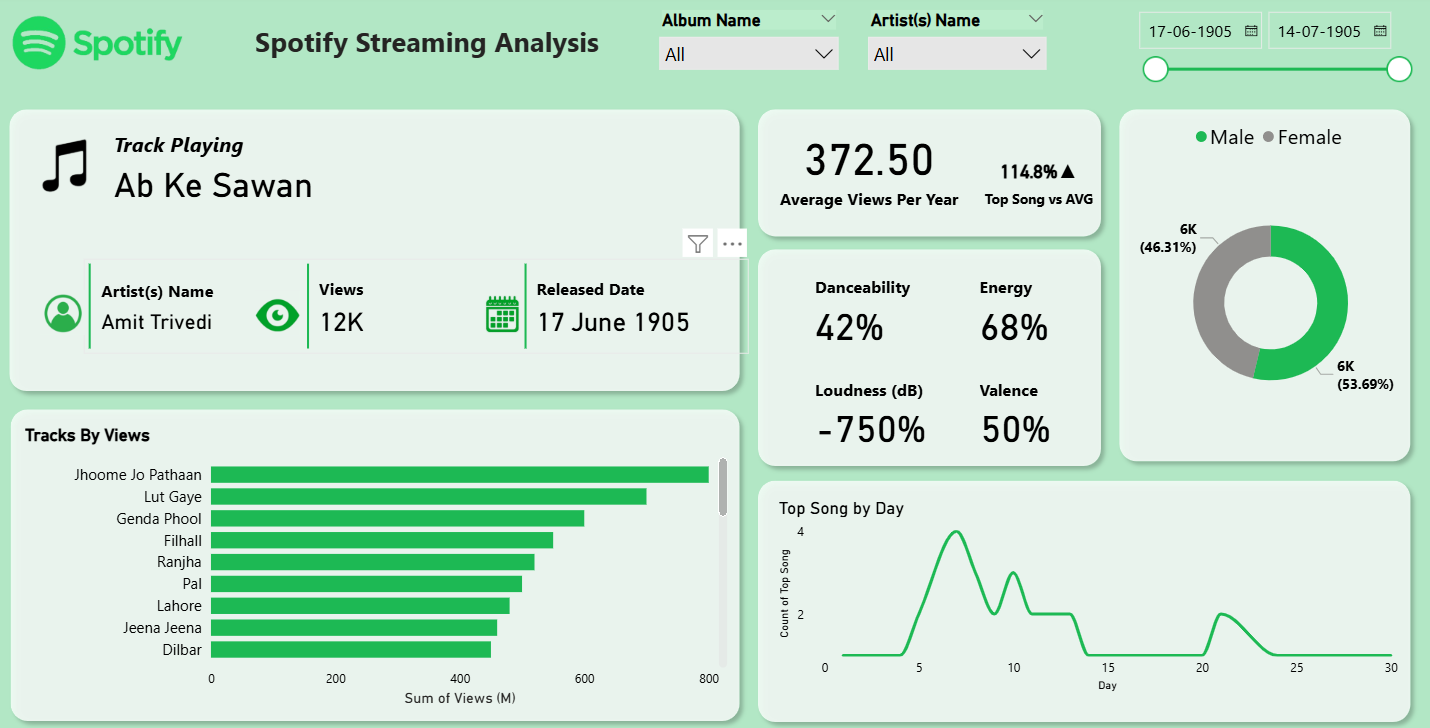 Spotify
Spotify Streaming Analysis
Album Name
All
Artist(s) Name
All
17-06-1905
14-07-1905
Track Playing
Ab Ke Sawan
Artist(s) Name
Amit Trivedi
Views
12K
Released Date
17 June 1905
372.50
Average Views Per Year
114.8%▲
Top Song vs AVG
Danceability
42%
Energy
68%
Loudness (dB)
-750%
Valence
50%
Male
Female
6K
(46.31%)
6K
(53.69%)
Tracks By Views
Jhoome Jo Pathaan
Lut Gaye
Genda Phool
Filhall
Ranjha
Pal
Lahore
Jeena Jeena
Dilbar
0 200 400 600 800
Sum of Views (M)
Top Song by Day
Count of Top Song
4
2
0 5 10 15 20 25 30
Day